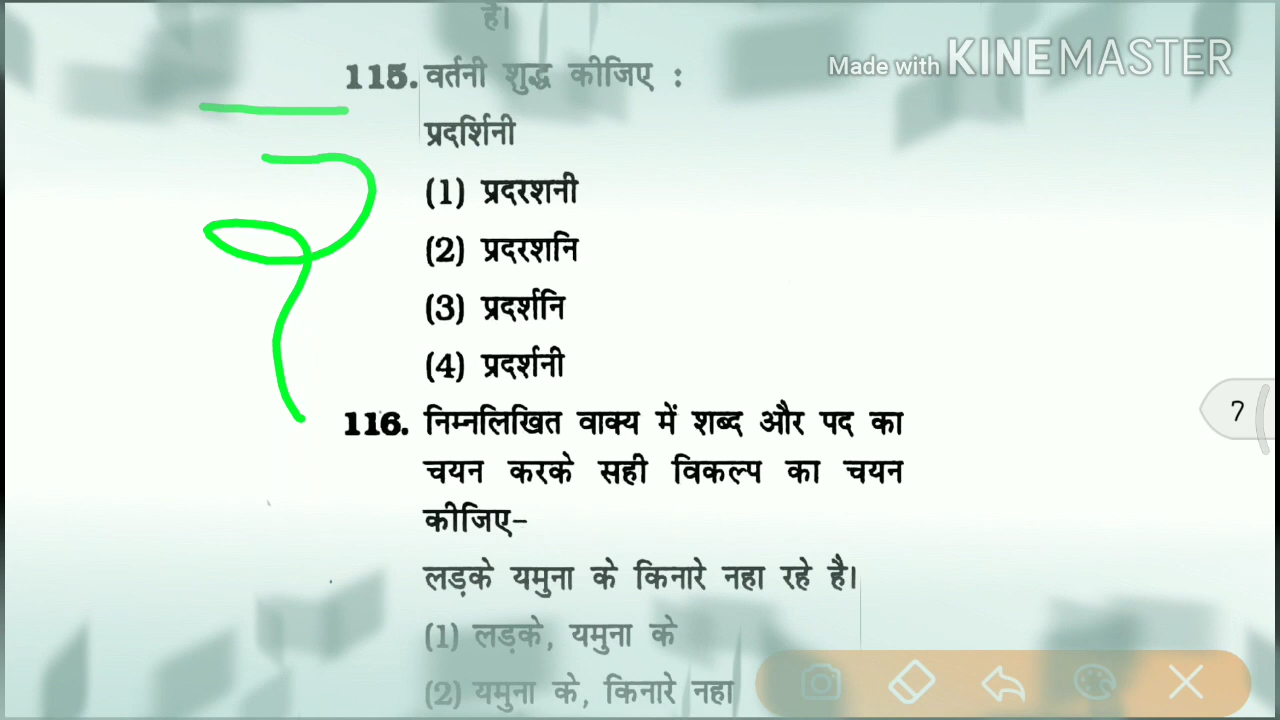 है।
Made with KINEMASTER
115. वर्तनी शुद्ध कीजिए :
प्रदर्शिनी
(1) प्रदरशनी
(2) प्रदरशनि
(3) प्रदर्शनि
(4) प्रदर्शनी
116. निम्नलिखित वाक्य में शब्द और पद का
चयन करके सही विकल्प का चयन
कीजिए-
लड़के यमुना के किनारे नहा रहे है।
(1) लड़के, यमुना के
(2) यमुना के, किनारे नहा
7